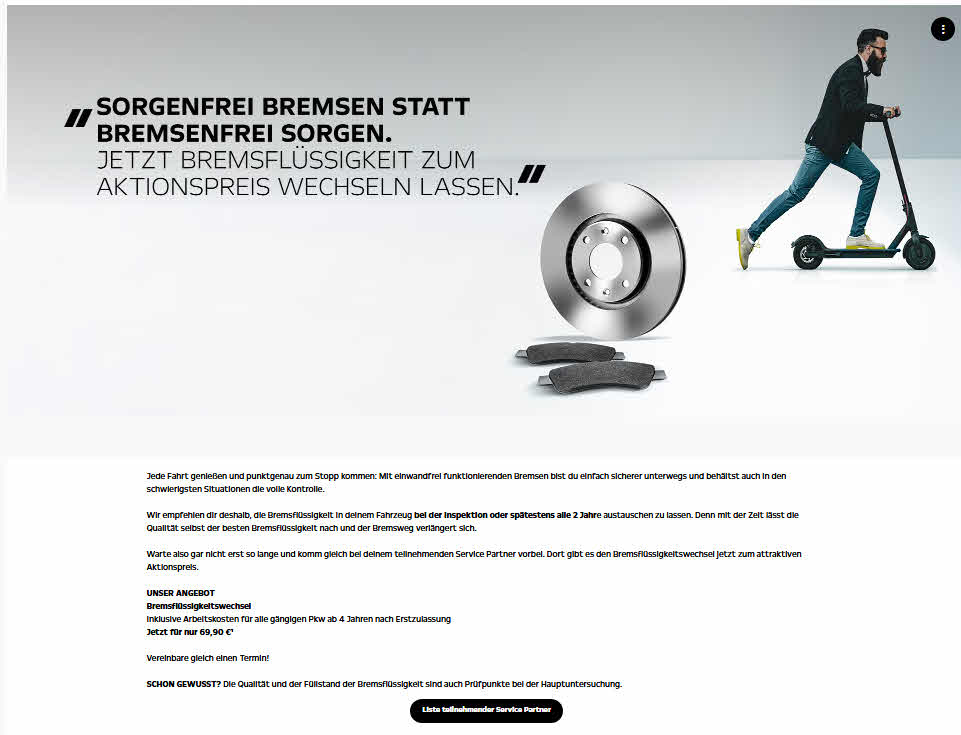 SORGENFREI BREMSEN STATT
BREMSENFREI SORGEN.
JETZT BREMSFLÜSSIGKEIT ZUM
AKTIONSPREIS WECHSELN LASSEN.
Jede Fahrt genießen und punktgenau zum Stopp kommen: Mit einwandfrei funktionierenden Bremsen bist du einfach sicherer unterwegs und behältst auch in den
schwierigsten Situationen die volle Kontrolle.
Wir empfehlen dir deshalb, die Bremsflüssigkeit in deinem Fahrzeug bei der Inspektion oder spätestens alle 2 Jahre austauschen zu lassen. Denn mit der Zeit lässt die
Qualität selbst der besten Bremsflüssigkeit nach und der Bremsweg verlängert sich.
Warte also gar nicht erst so lange und komm gleich bei deinem teilnehmenden Service Partner vorbei. Dort gibt es den Bremsflüssigkeitswechsel jetzt zum attraktiven
Aktionspreis.
UNSER ANGEBOT
Bremsflüssigkeitswechsel
Inklusive Arbeitskosten für alle gängigen Pkw ab 4 Jahren nach Erstzulassung
Jetzt für nur 69,90 €¹
Vereinbare gleich einen Termin!
SCHON GEWUSST? Die Qualität und der Füllstand der Bremsflüssigkeit sind auch Prüfpunkte bei der Hauptuntersuchung.
Liste teilnehmender Service Partner